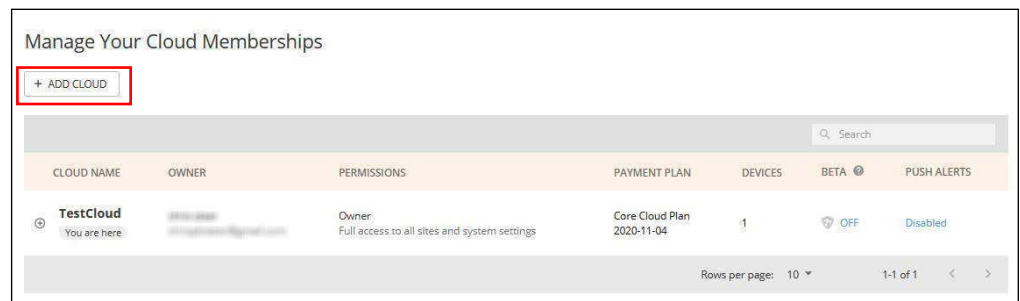 Manage Your Cloud Memberships
+ ADD CLOUD
Search
CLOUD NAME OWNER PERMISSIONS PAYMENT PLAN DEVICES BETA PUSH ALERTS
TestCloud Owner Core Cloud Plan 1 OFF Disabled
You are here Full access to all sites and system settings 2020-11-04
Rows per page: 10 1-1 of 1